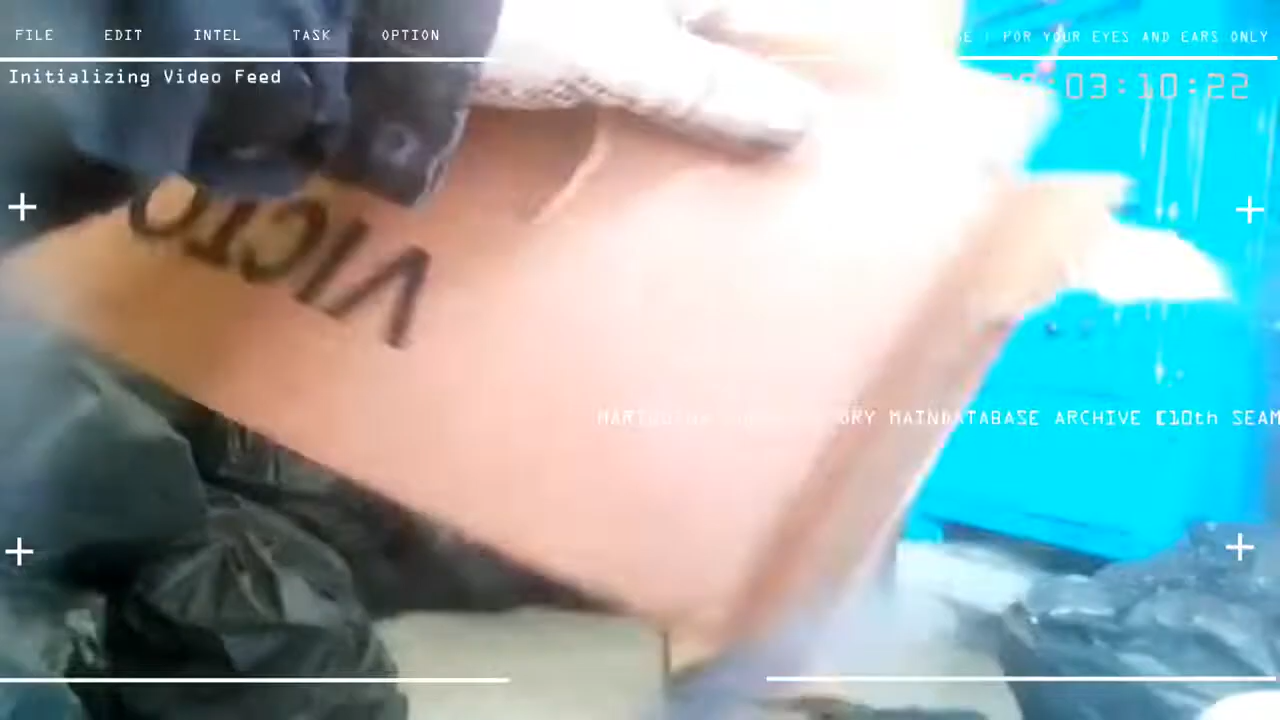 FILE EDIT INTEL TASK OPTION
FOR YOUR EYES AND EARS ONLY
Initializing Video Feed
:03:10:22
VICTO
MAINDATABASE ARCHIVE [10th SEAM